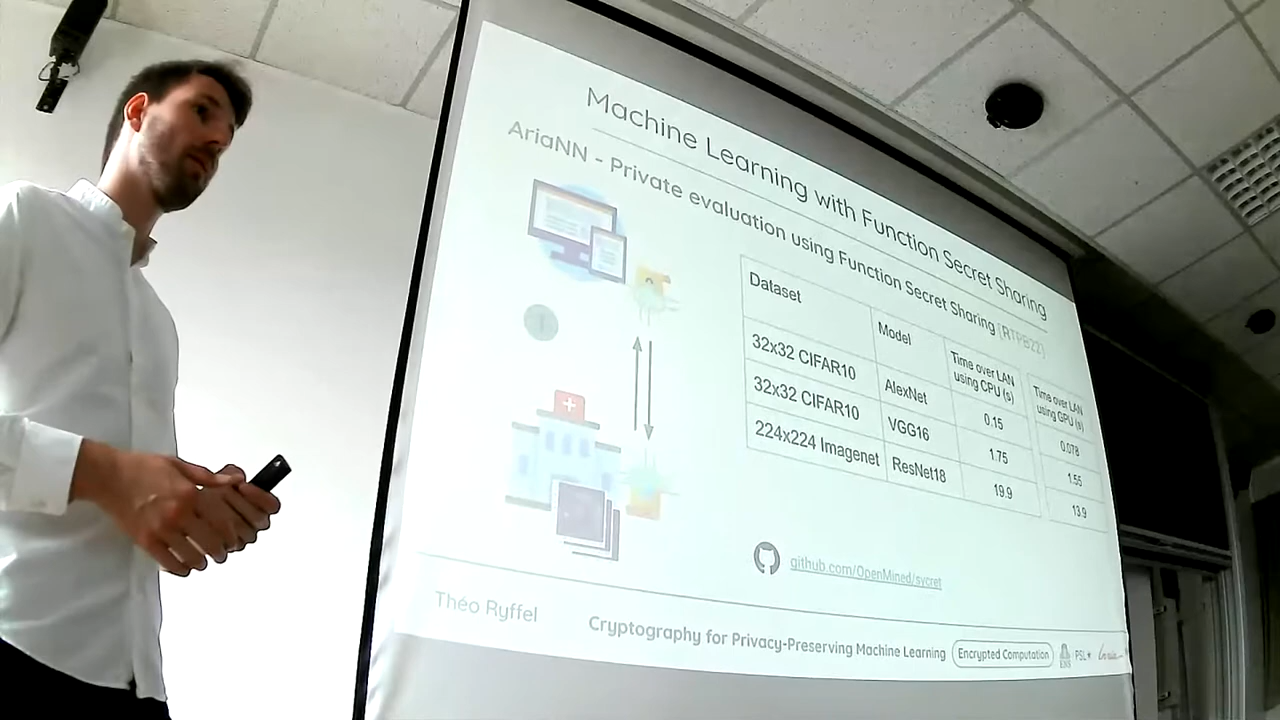 Machine Learning with Function Secret Sharing
AriaNN - Private evaluation using Function Secret Sharing [RTPB22]
Dataset Model Time over LAN using CPU (s) Time over LAN using GPU (s)
32x32 CIFAR10 AlexNet 0.15 0.078
32x32 CIFAR10 VGG16 1.75 1.55
224x224 Imagenet ResNet18 19.9 13.9
github.com/OpenMined/sycret
Théo Ryffel Cryptography for Privacy-Preserving Machine Learning Encrypted Computation ENS PSL★